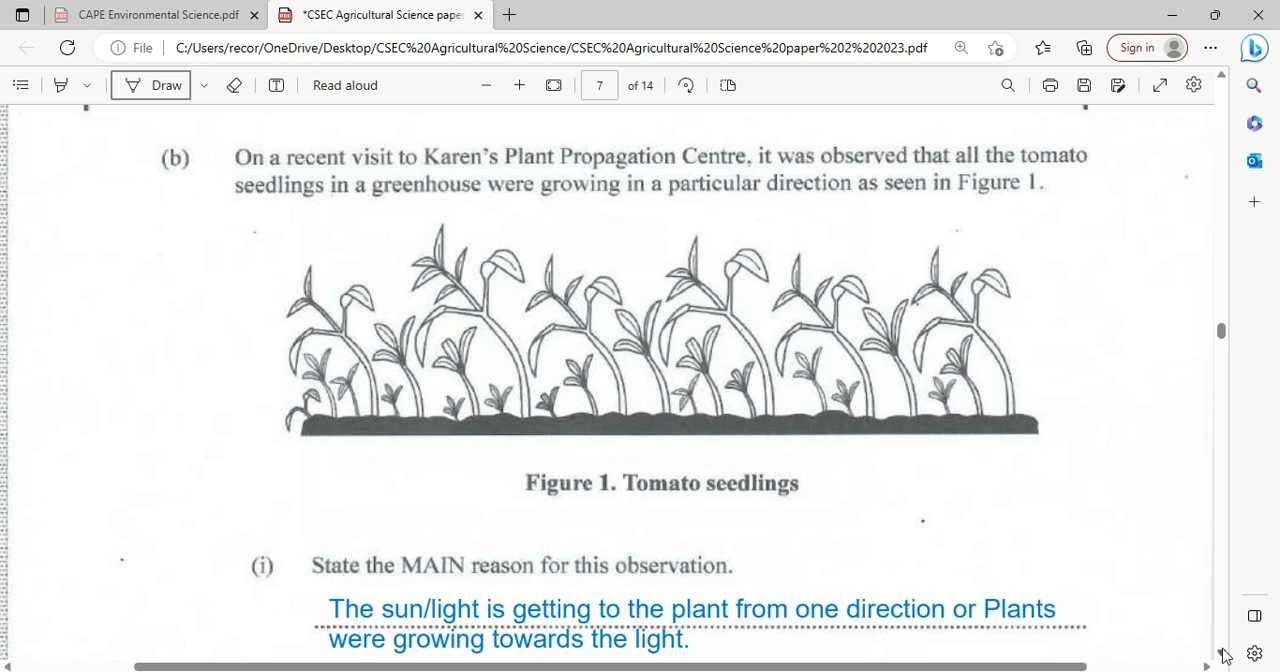 CAPE Environmental Science.pdf
*CSEC Agricultural Science paper
File
C:/Users/recor/OneDrive/Desktop/CSEC%20Agricultural%20Science/CSEC%20Agricultural%20Science%20paper%202%202023.pdf
Sign in
Draw
Read aloud
7 of 14
(b) On a recent visit to Karen's Plant Propagation Centre, it was observed that all the tomato
seedlings in a greenhouse were growing in a particular direction as seen in Figure 1.
Figure 1. Tomato seedlings
(i) State the MAIN reason for this observation.
The sun/light is getting to the plant from one direction or Plants
were growing towards the light.